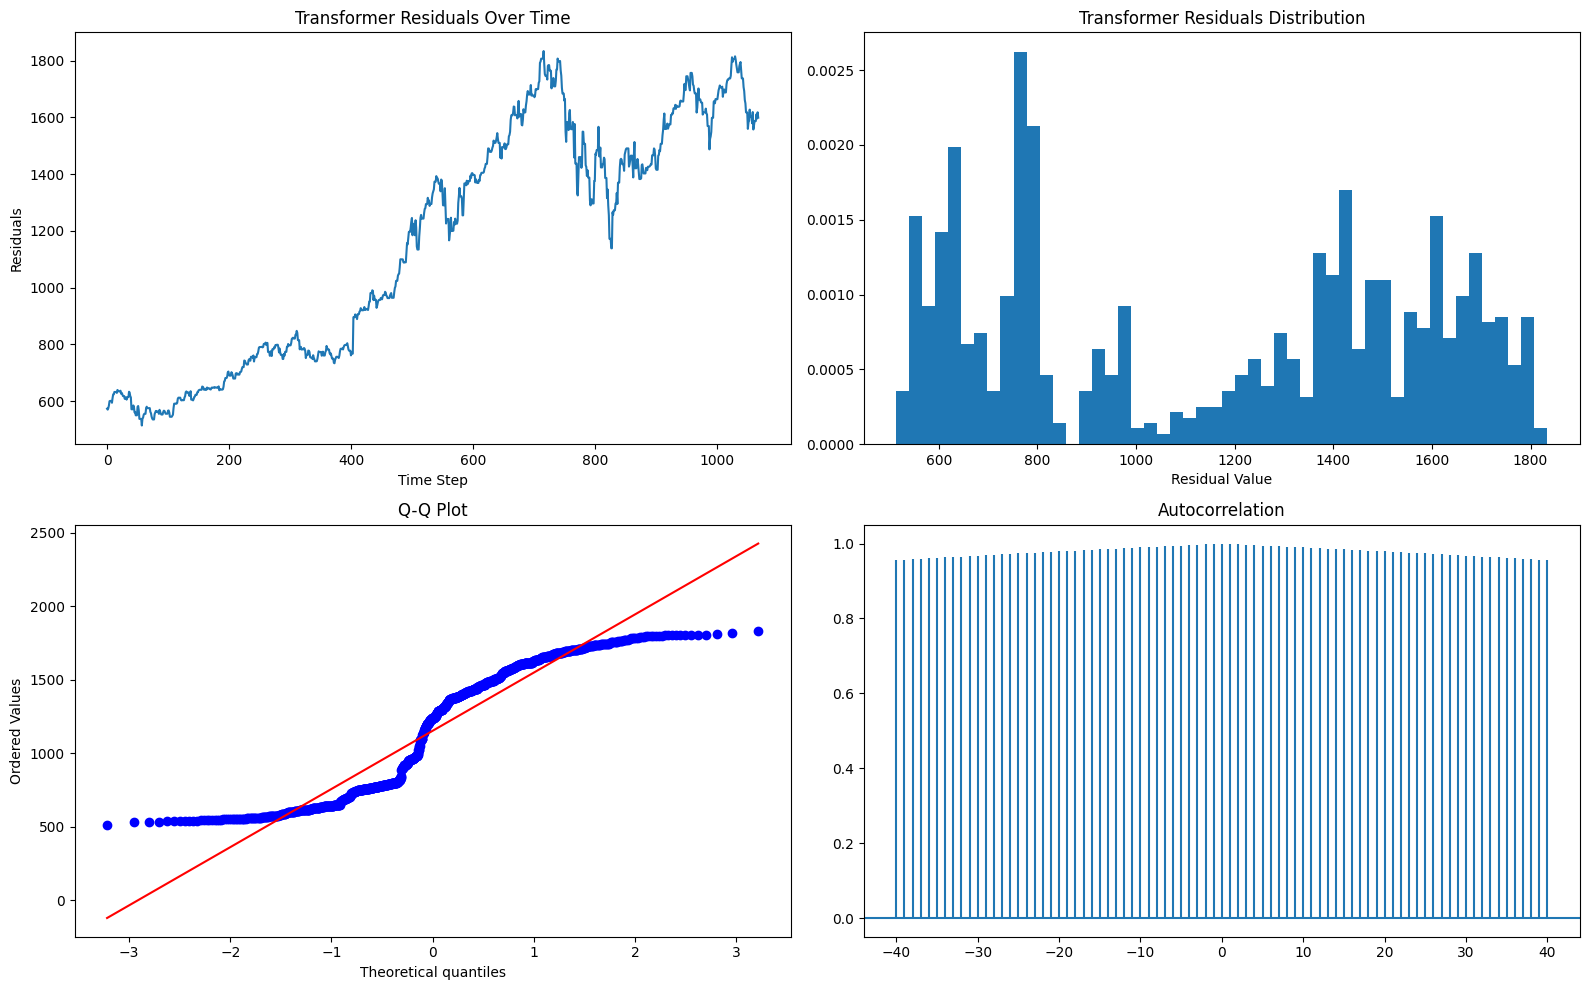 Transformer Residuals Over Time
1800
1600
1400
1200
1000
800
600
Residuals
0 200 400 600 800 1000
Time Step
Transformer Residuals Distribution
0.0025
0.0020
0.0015
0.0010
0.0005
0.0000
600 800 1000 1200 1400 1600 1800
Residual Value
Q-Q Plot
2500
2000
1500
1000
500
0
Ordered Values
−3 −2 −1 0 1 2 3
Theoretical quantiles
Autocorrelation
1.0
0.8
0.6
0.4
0.2
0.0
−40 −30 −20 −10 0 10 20 30 40